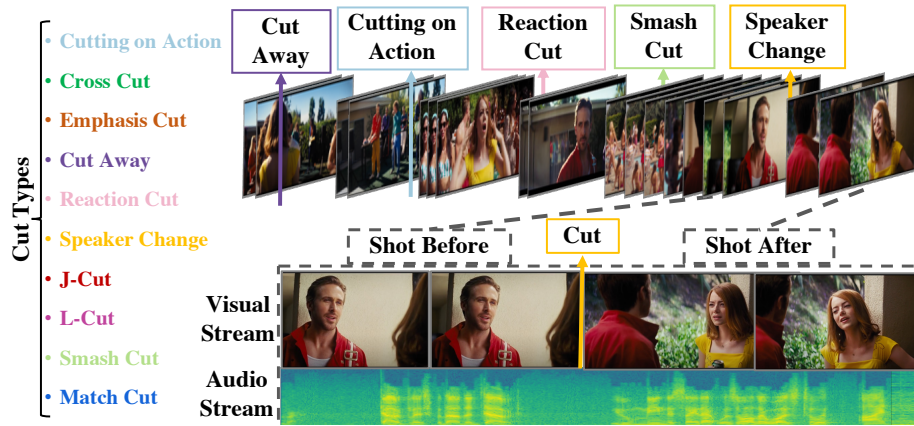 Cut Types
• Cutting on Action
• Cross Cut
• Emphasis Cut
• Cut Away
• Reaction Cut
• Speaker Change
• J-Cut
• L-Cut
• Smash Cut
• Match Cut
Cut
Away
Cutting on
Action
Reaction
Cut
Smash
Cut
Speaker
Change
Shot Before
Cut
Shot After
Visual
Stream
Audio
Stream